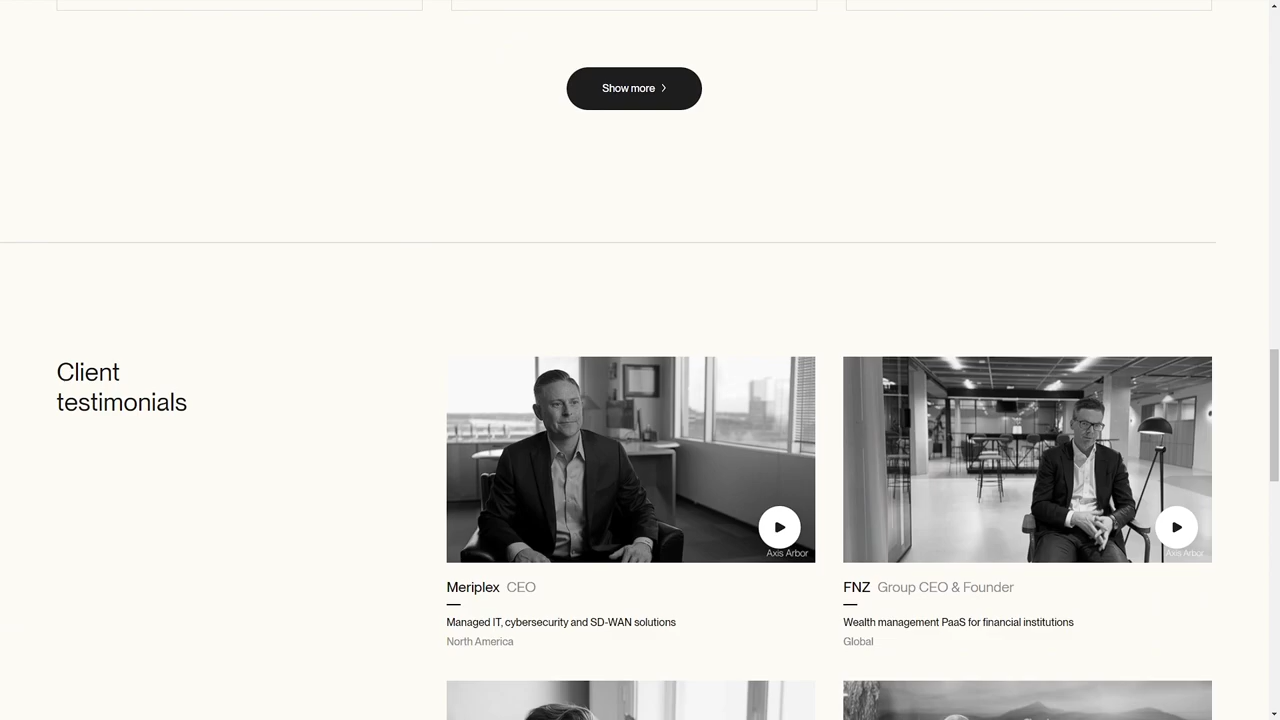 Show more
Client
testimonials
Axis Arbor
Axis Arbor
Meriplex CEO
FNZ Group CEO & Founder
Managed IT, cybersecurity and SD-WAN solutions
Wealth management PaaS for financial institutions
North America
Global